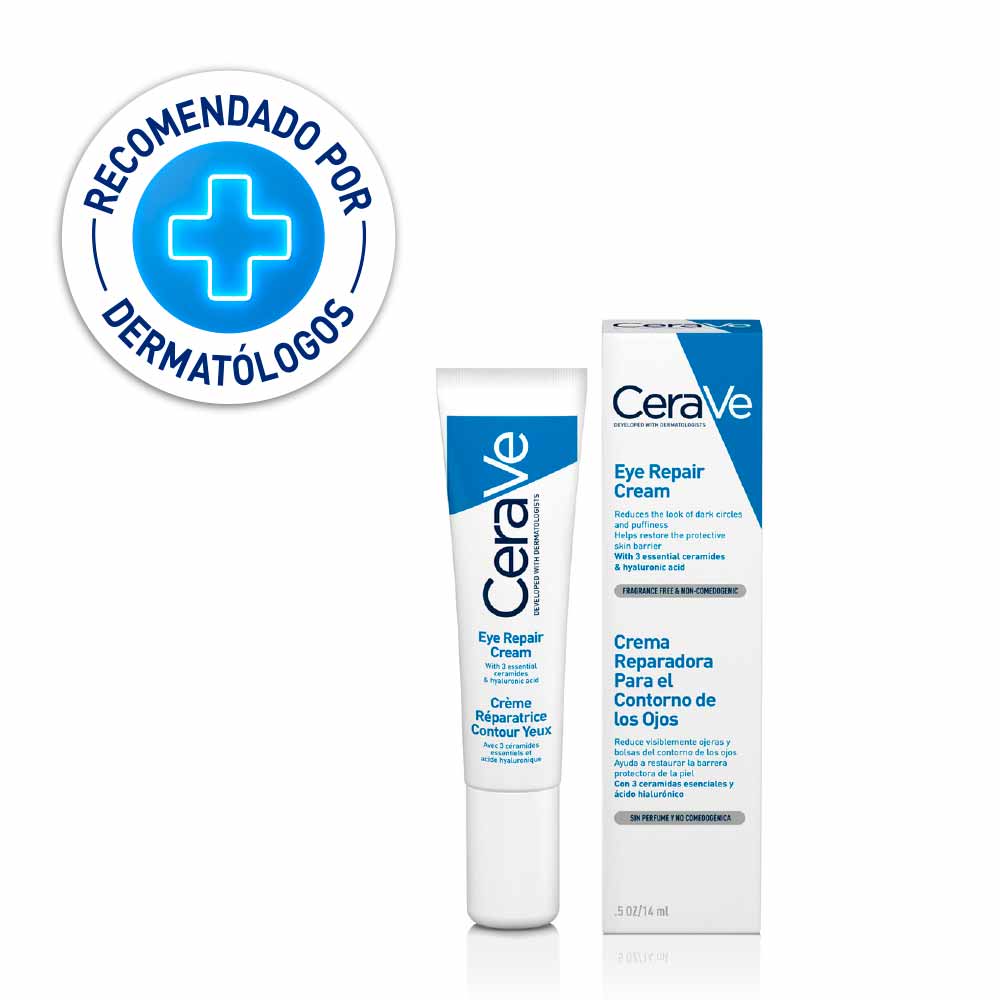 RECOMENDADO POR
DERMATÓLOGOS
CeraVe
DEVELOPED WITH DERMATOLOGISTS
Eye Repair
Cream
With 3 essential
ceramides
& hyaluronic acid
Crème
Réparatrice
Contour Yeux
Avec 3 céramides
essentiels et
acide hyaluronique
CeraVe
CeraVe
DEVELOPED WITH DERMATOLOGISTS
Eye Repair
Cream
Reduces the look of dark circles
and puffiness
Helps restore the protective
skin barrier
With 3 essential ceramides
& hyaluronic acid
FRAGRANCE FREE & NON-COMEDOGENIC
Crema
Reparadora
Para el
Contorno de
los Ojos
Reduce visiblemente ojeras y
bolsas del contorno de los ojos
Ayuda a restaurar la barrera
protectora de la piel
Con 3 ceramidas esenciales y
ácido hialurónico
SIN PERFUME Y NO COMEDOGÉNICA
.5 OZ/14 ml